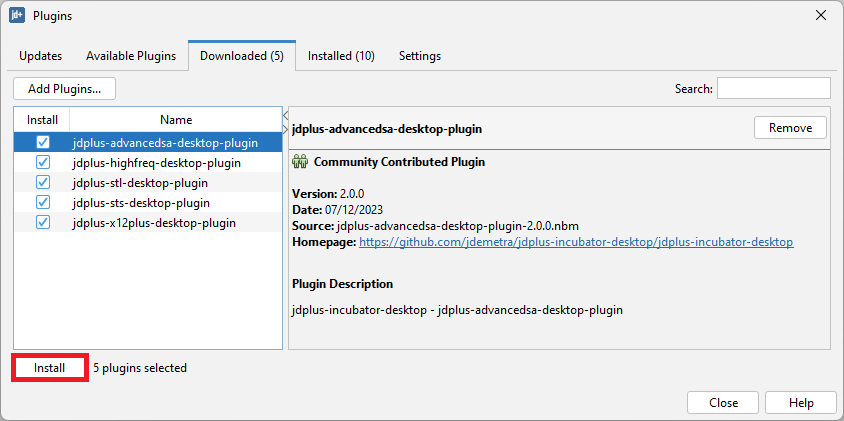 jd+ Plugins
Updates Available Plugins Downloaded (5) Installed (10) Settings
Add Plugins... Search:
Install Name
jdplus-advancedsa-desktop-plugin
jdplus-highfreq-desktop-plugin
jdplus-stl-desktop-plugin
jdplus-sts-desktop-plugin
jdplus-x12plus-desktop-plugin
jdplus-advancedsa-desktop-plugin Remove
Community Contributed Plugin
Version: 2.0.0
Date: 07/12/2023
Source: jdplus-advancedsa-desktop-plugin-2.0.0.nbm
Homepage: https://github.com/jdemetra/jdplus-incubator-desktop/jdplus-incubator-desktop
Plugin Description
jdplus-incubator-desktop - jdplus-advancedsa-desktop-plugin
Install 5 plugins selected
Close Help